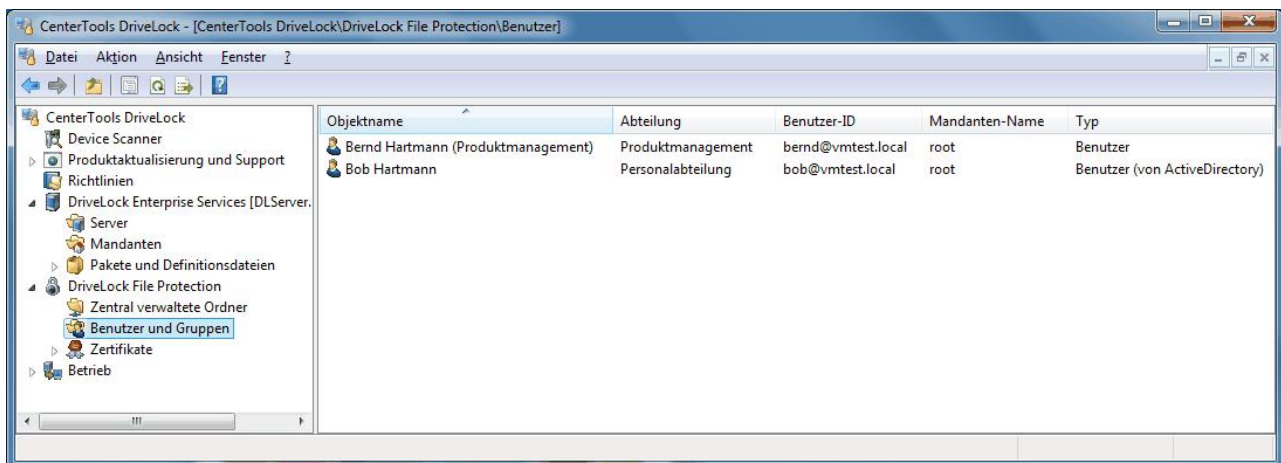 CenterTools DriveLock - [CenterTools DriveLock\DriveLock File Protection\Benutzer]
Datei Aktion Ansicht Fenster ?
CenterTools DriveLock
Device Scanner
Produktaktualisierung und Support
Richtlinien
DriveLock Enterprise Services [DLServer.
Server
Mandanten
Pakete und Definitionsdateien
DriveLock File Protection
Zentral verwaltete Ordner
Benutzer und Gruppen
Zertifikate
Betrieb
Objektname Abteilung Benutzer-ID Mandanten-Name Typ
Bernd Hartmann (Produktmanagement) Produktmanagement bernd@vmtest.local root Benutzer
Bob Hartmann Personalabteilung bob@vmtest.local root Benutzer (von ActiveDirectory)